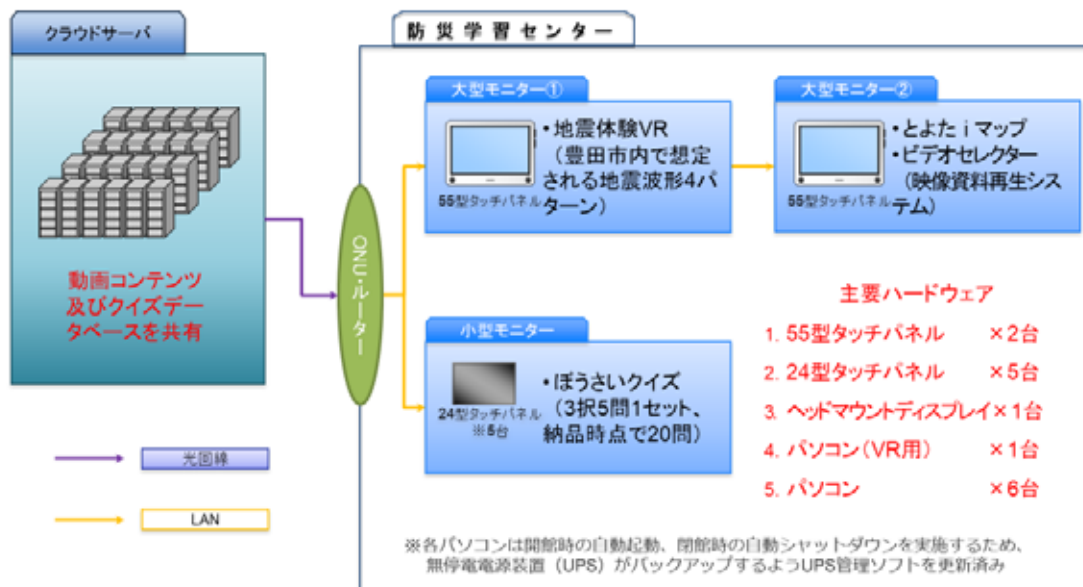 クラウドサーバ
動画コンテンツ
及びクイズデー
タベースを共有
光回線
LAN
ONU・ルーター
防災学習センター
大型モニター①
55型タッチパネル
・地震体験VR
(豊田市内で想定
される地震波形4パ
ターン)
大型モニター②
55型タッチパネル
・とよたｉマップ
・ビデオセレクター
(映像資料再生シス
テム)
小型モニター
24型タッチパネル
※5台
・ぼうさいクイズ
(3択5問1セット、
納品時点で20問)
主要ハードウェア
1. 55型タッチパネル ×2台
2. 24型タッチパネル ×5台
3. ヘッドマウントディスプレイ×1台
4. パソコン(VR用) ×1台
5. パソコン ×6台
※各パソコンは開館時の自動起動、閉館時の自動シャットダウンを実施するため、
無停電電源装置（UPS）がバックアップするようUPS管理ソフトを更新済み